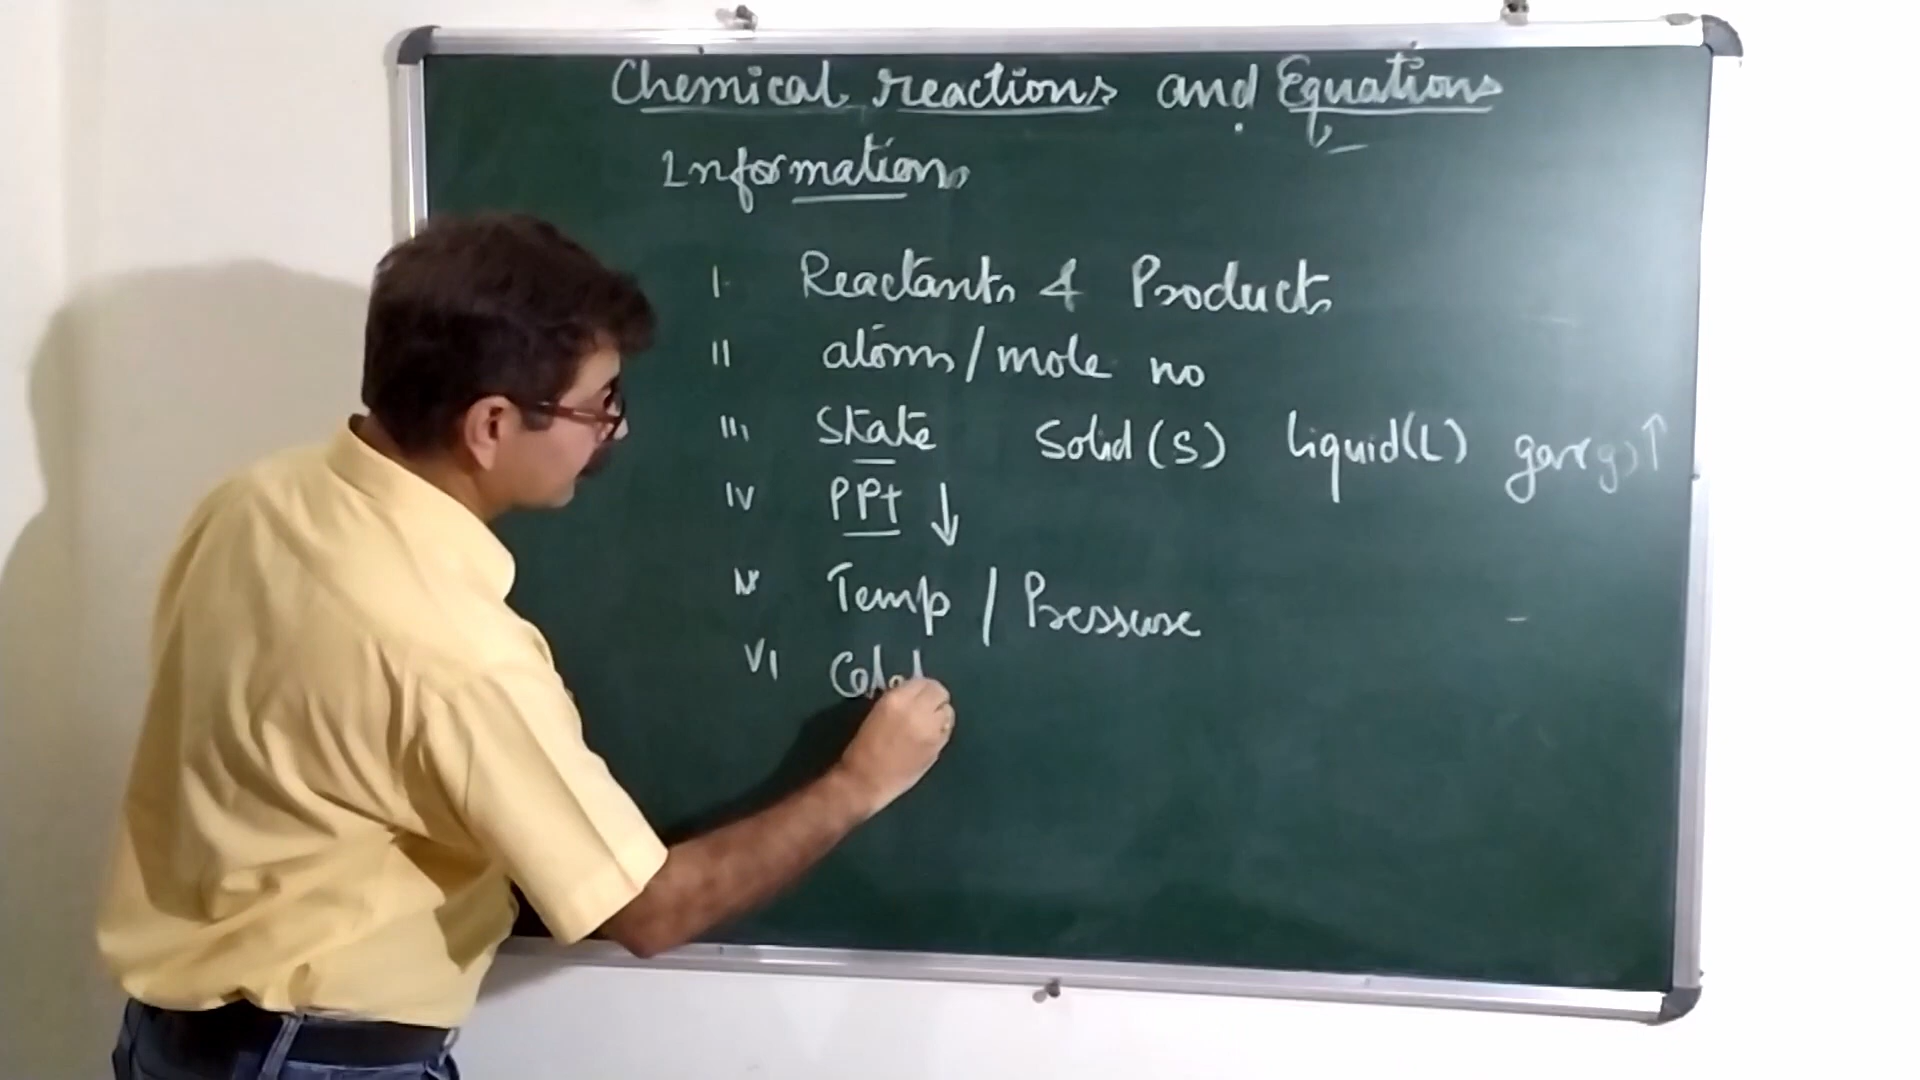 Chemical reactions and Equations
Informations
I. Reactants & Products
II atoms/mole no
III State Solid (S) Liquid(L) gas(g)↑
IV PPt ↓
V Temp / Pressure
VI